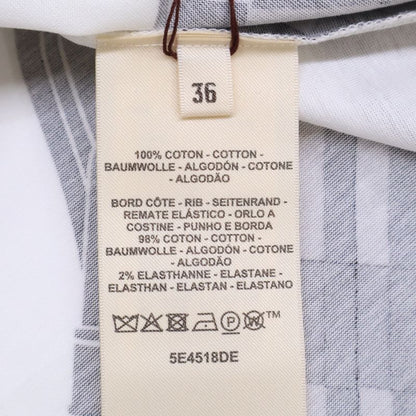 36
100% COTON - COTTON -
BAUMWOLLE - ALGODÓN - COTONE
- ALGODÃO
BORD CÔTE - RIB - SEITENRAND -
REMATE ELÁSTICO - ORLO A
COSTINE - PUNHO E BORDA
98% COTON - COTTON -
BAUMWOLLE - ALGODÓN - COTONE
- ALGODÃO
2% ELASTHANNE - ELASTANE -
ELASTHAN - ELASTAN - ELASTANO
P W TM
5E4518DE